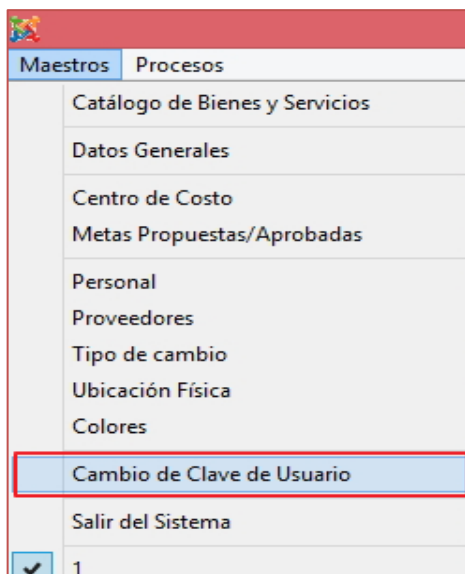 Maestros Procesos
Catálogo de Bienes y Servicios
Datos Generales
Centro de Costo
Metas Propuestas/Aprobadas
Personal
Proveedores
Tipo de cambio
Ubicación Física
Colores
Cambio de Clave de Usuario
Salir del Sistema
1